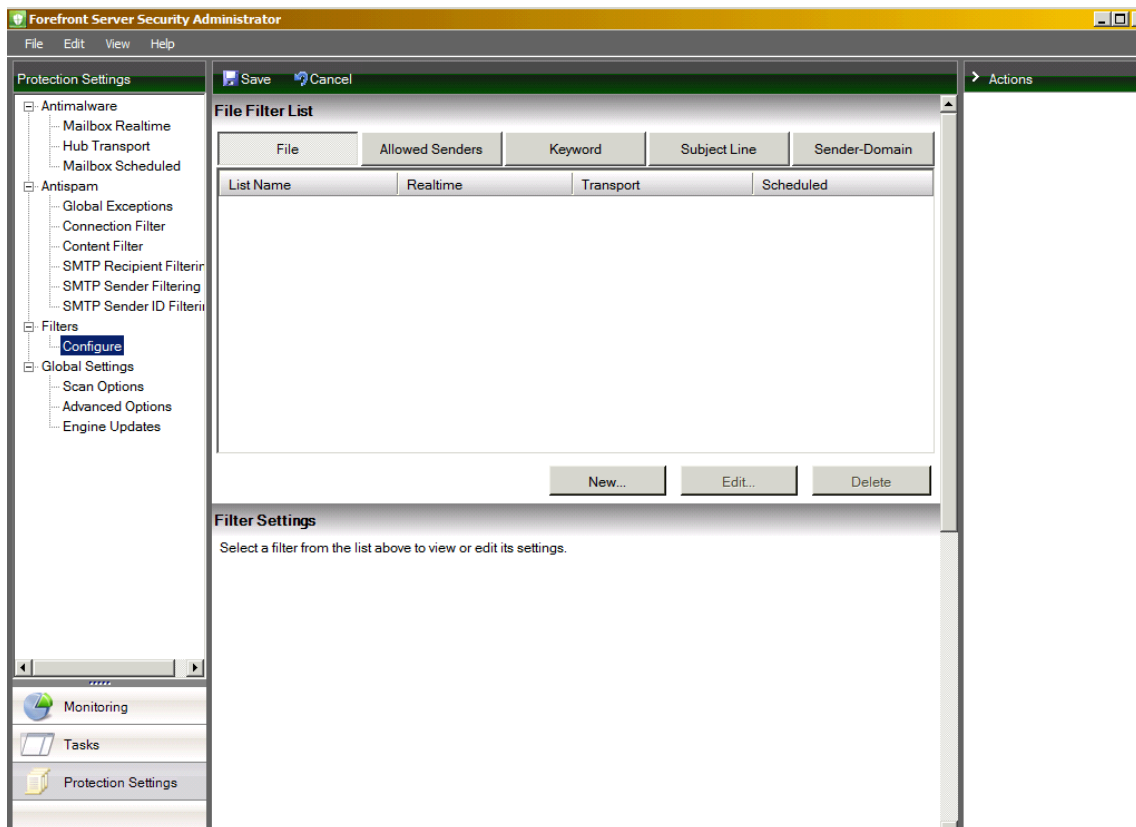 Forefront Server Security Administrator
File Edit View Help
Protection Settings
Antimalware
Mailbox Realtime
Hub Transport
Mailbox Scheduled
Antispam
Global Exceptions
Connection Filter
Content Filter
SMTP Recipient Filterin
SMTP Sender Filtering
SMTP Sender ID Filteri
Filters
Configure
Global Settings
Scan Options
Advanced Options
Engine Updates
Monitoring
Tasks
Protection Settings
Save Cancel
File Filter List
File Allowed Senders Keyword Subject Line Sender-Domain
List Name Realtime Transport Scheduled
New... Edit... Delete
Filter Settings
Select a filter from the list above to view or edit its settings.
Actions